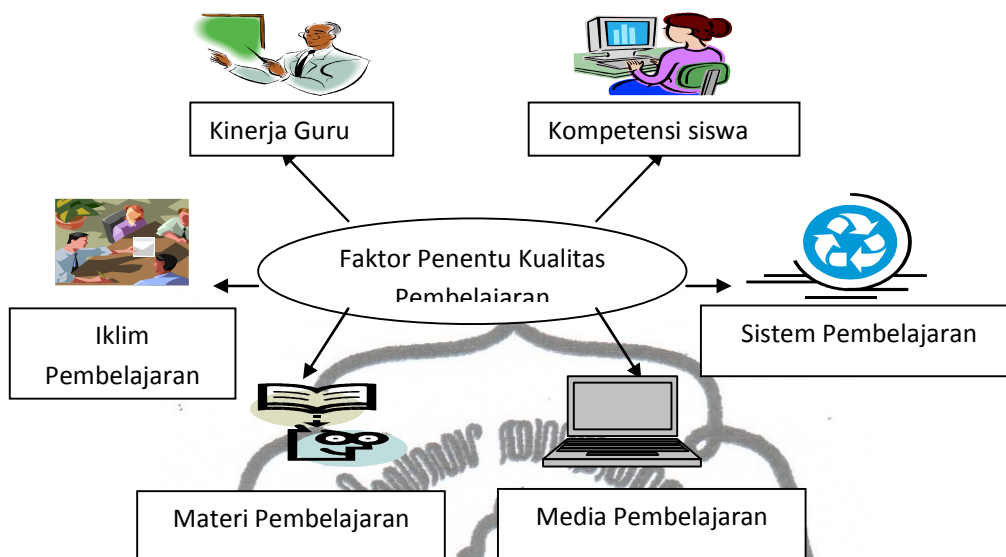 Kinerja Guru
Kompetensi siswa
Faktor Penentu Kualitas
Pembelajaran
Iklim
Pembelajaran
Sistem Pembelajaran
Materi Pembelajaran
Media Pembelajaran